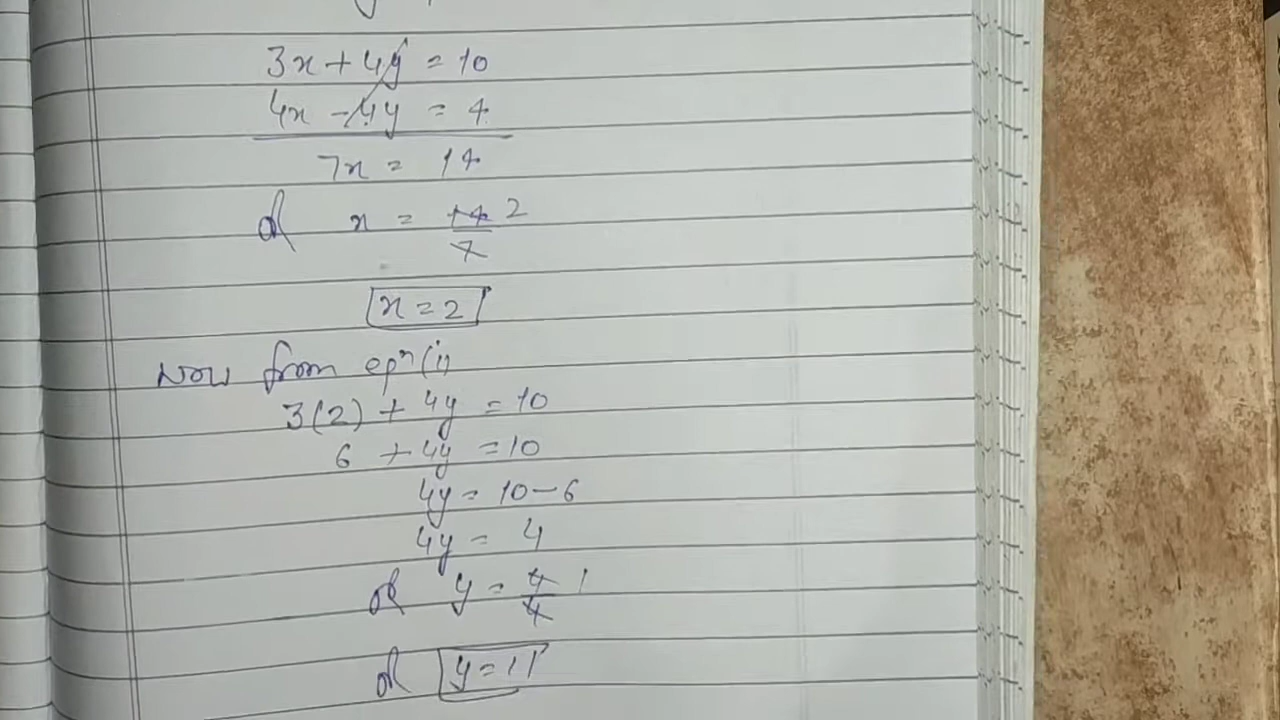 3x + 4y = 10
4x - 4y = 4
7x = 14
or x = 14/7 2
x = 2
Now from eqn (i)
3(2) + 4y = 10
6 + 4y = 10
4y = 10 - 6
4y = 4
or y = 4/4 1
or y = 1